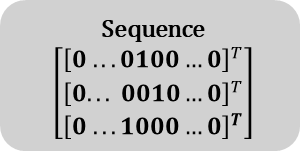 Sequence
[[0 ... 0100 ... 0]ᵀ
[0... 0010 ... 0]ᵀ
[0 ... 1000 ... 0]ᵀ]